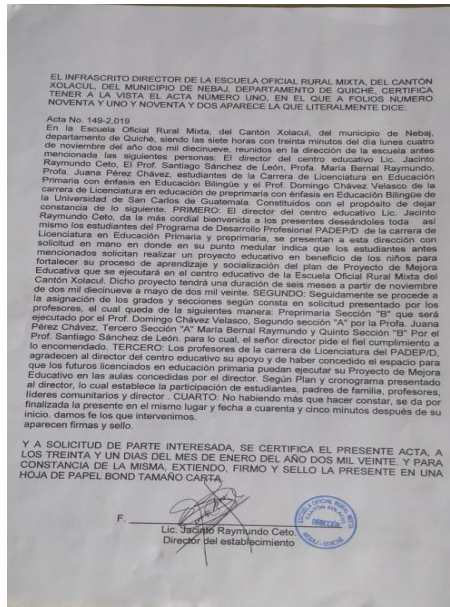 EL INFRASCRITO DIRECTOR DE LA ESCUELA OFICIAL RURAL MIXTA, DEL CANTÓN
XOLACUL, DEL MUNICIPIO DE NEBAJ, DEPARTAMENTO DE QUICHÉ, CERTIFICA
TENER A LA VISTA EL ACTA NÚMERO UNO, EN EL QUE A FOLIOS NUMERO
NOVENTA Y UNO Y NOVENTA Y DOS APARECE LA QUE LITERALMENTE DICE:
Acta No. 149-2,019
En la Escuela Oficial Rural Mixta, del Cantón Xolacul, del municipio de Nebaj,
departamento de Quiché, siendo las siete horas con treinta minutos del día lunes cuatro
de noviembre del año dos mil diecinueve, reunidos en la dirección de la escuela antes
mencionada las siguientes personas: El director del centro educativo Lic. Jacinto
Raymundo Ceto, El Prof. Santiago Sánchez de León, Profa. María Bernal Raymundo,
Profa. Juana Pérez Chávez, estudiantes de la Carrera de Licenciatura en Educación
Primaria con énfasis en Educación Bilingüe y el Prof. Domingo Chávez Velasco de la
carrera de Licenciatura en educación de preprimaria con énfasis en Educación Bilingüe de
la Universidad de San Carlos de Guatemala. Constituidos con el propósito de dejar
constancia de lo siguiente. PRIMERO: El director del centro educativo Lic. Jacinto
Raymundo Ceto, da la más cordial bienvenida a los presentes deseándoles toda así
mismo los estudiantes del Programa de Desarrollo Profesional PADEP/D de la carrera de
Licenciatura en Educación Primaria y preprimaria, se presentan a esta dirección con
solicitud en mano en donde en su punto medular indica que los estudiantes antes
mencionados solicitan realizar un proyecto educativo en beneficio de los niños para
fortalecer su proceso de aprendizaje y socialización del plan de Proyecto de Mejora
Educativa que se ejecutará en el centro educativo de la Escuela Oficial Rural Mixta del
Cantón Xolacul. Dicho proyecto tendrá una duración de seis meses a partir de noviembre
de dos mil diecinueve a mayo de dos mil veinte. SEGUNDO: Seguidamente se procede a
la asignación de los grados y secciones según consta en solicitud presentado por los
profesores, el cual queda de la siguiente manera: Preprimaria Sección "B" que será
ejecutado por el Prof. Domingo Chávez Velasco, Segundo sección "A" por la Profa. Juana
Pérez Chávez, Tercero Sección "A" María Bernal Raymundo y Quinto Sección "B" Por el
Prof. Santiago Sánchez de León. para lo cual, el señor director pide el fiel cumplimiento a
lo encomendado. TERCERO: Los profesores de la carrera de Licenciatura del PADEP/D,
agradecen al director del centro educativo su apoyo y de haber concedido el espacio para
que los futuros licenciados en educación primaria puedan ejecutar su Proyecto de Mejora
Educativo en las aulas concedidas por el director. Según Plan y cronograma presentado
al director, lo cual establece la participación de estudiantes, padres de familia, profesores,
líderes comunitarios y director . CUARTO: No habiendo más que hacer constar, se da por
finalizada la presente en el mismo lugar y fecha a cuarenta y cinco minutos después de su
inicio. damos fe los que intervenimos.
aparecen firmas y sello.
Y A SOLICITUD DE PARTE INTERESADA, SE CERTIFICA EL PRESENTE ACTA, A
LOS TREINTA Y UN DIAS DEL MES DE ENERO DEL AÑO DOS MIL VEINTE. Y PARA
CONSTANCIA DE LA MISMA, EXTIENDO, FIRMO Y SELLO LA PRESENTE EN UNA
HOJA DE PAPEL BOND TAMAÑO CARTA.
F.
Lic. Jacinto Raymundo Ceto.
Director del establecimiento
ESCUELA OFICIAL RURAL MIXTA
CANTÓN XOLACUL
DIRECCIÓN
NEBAJ - QUICHÉ